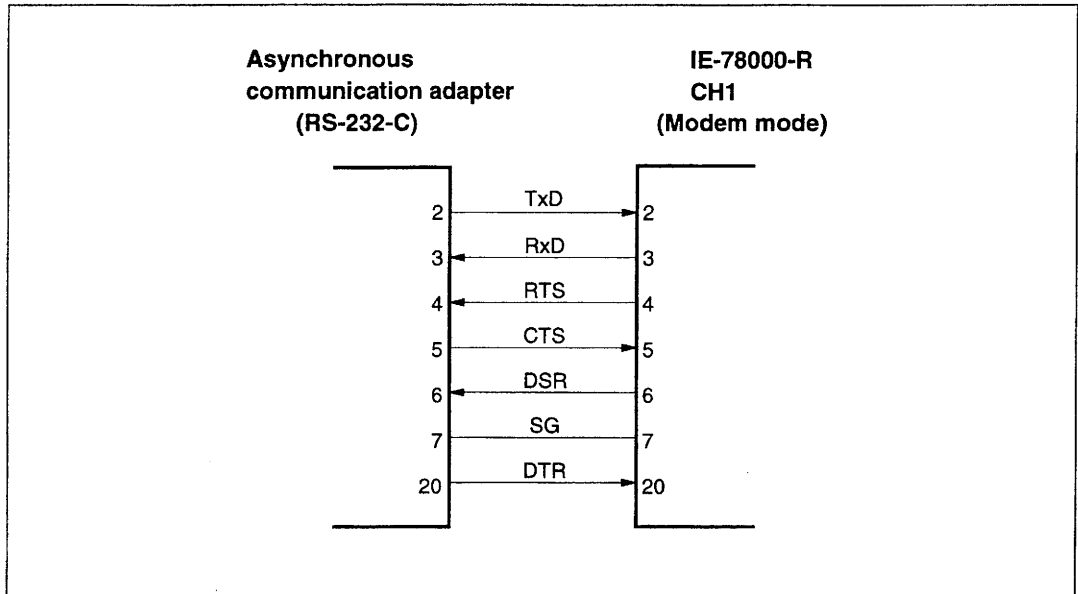 Asynchronous
communication adapter
(RS-232-C)
IE-78000-R
CH1
(Modem mode)
2 TxD 2
3 RxD 3
4 RTS 4
5 CTS 5
6 DSR 6
7 SG 7
20 DTR 20